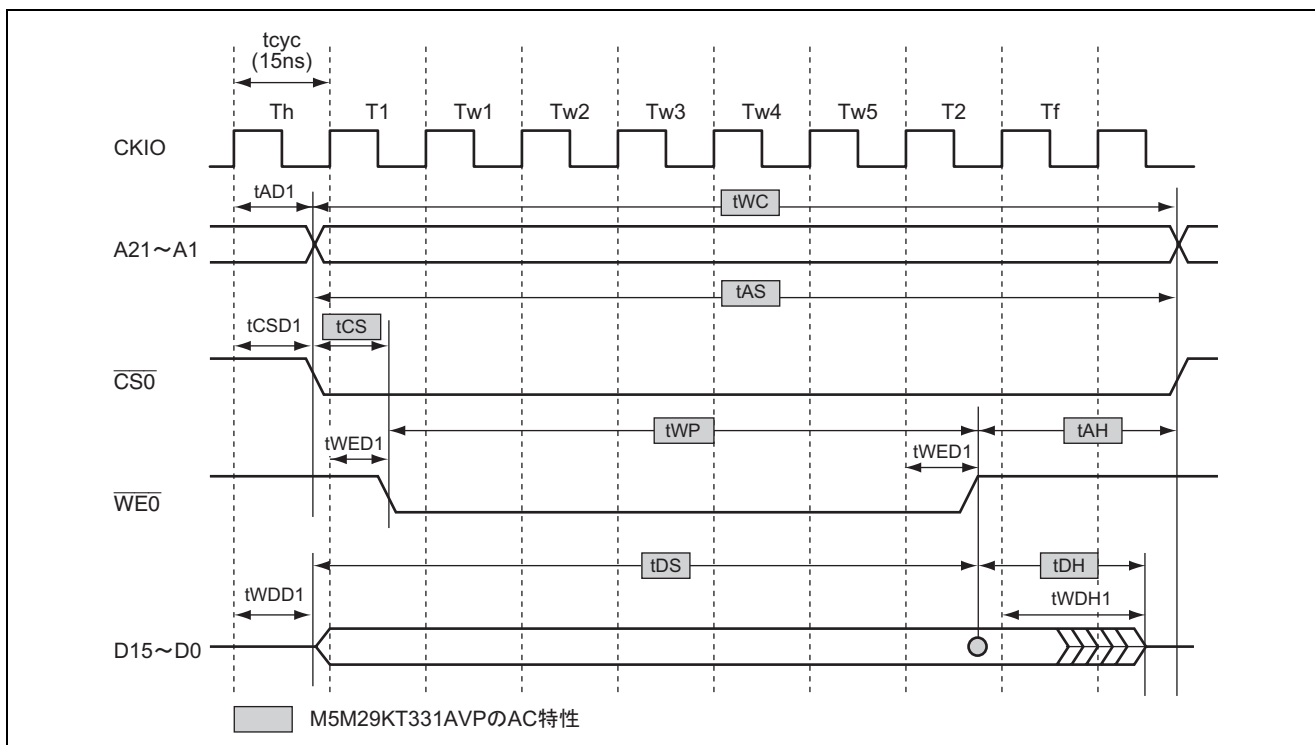 tcyc
(15ns)
Th T1 Tw1 Tw2 Tw3 Tw4 Tw5 T2 Tf
CKIO
tAD1 tWC
A21～A1
tAS
tCSD1 tCS
CS0
tWP tAH
tWED1 tWED1
WE0
tDS tDH
tWDD1 tWDH1
D15～D0
M5M29KT331AVPのAC特性